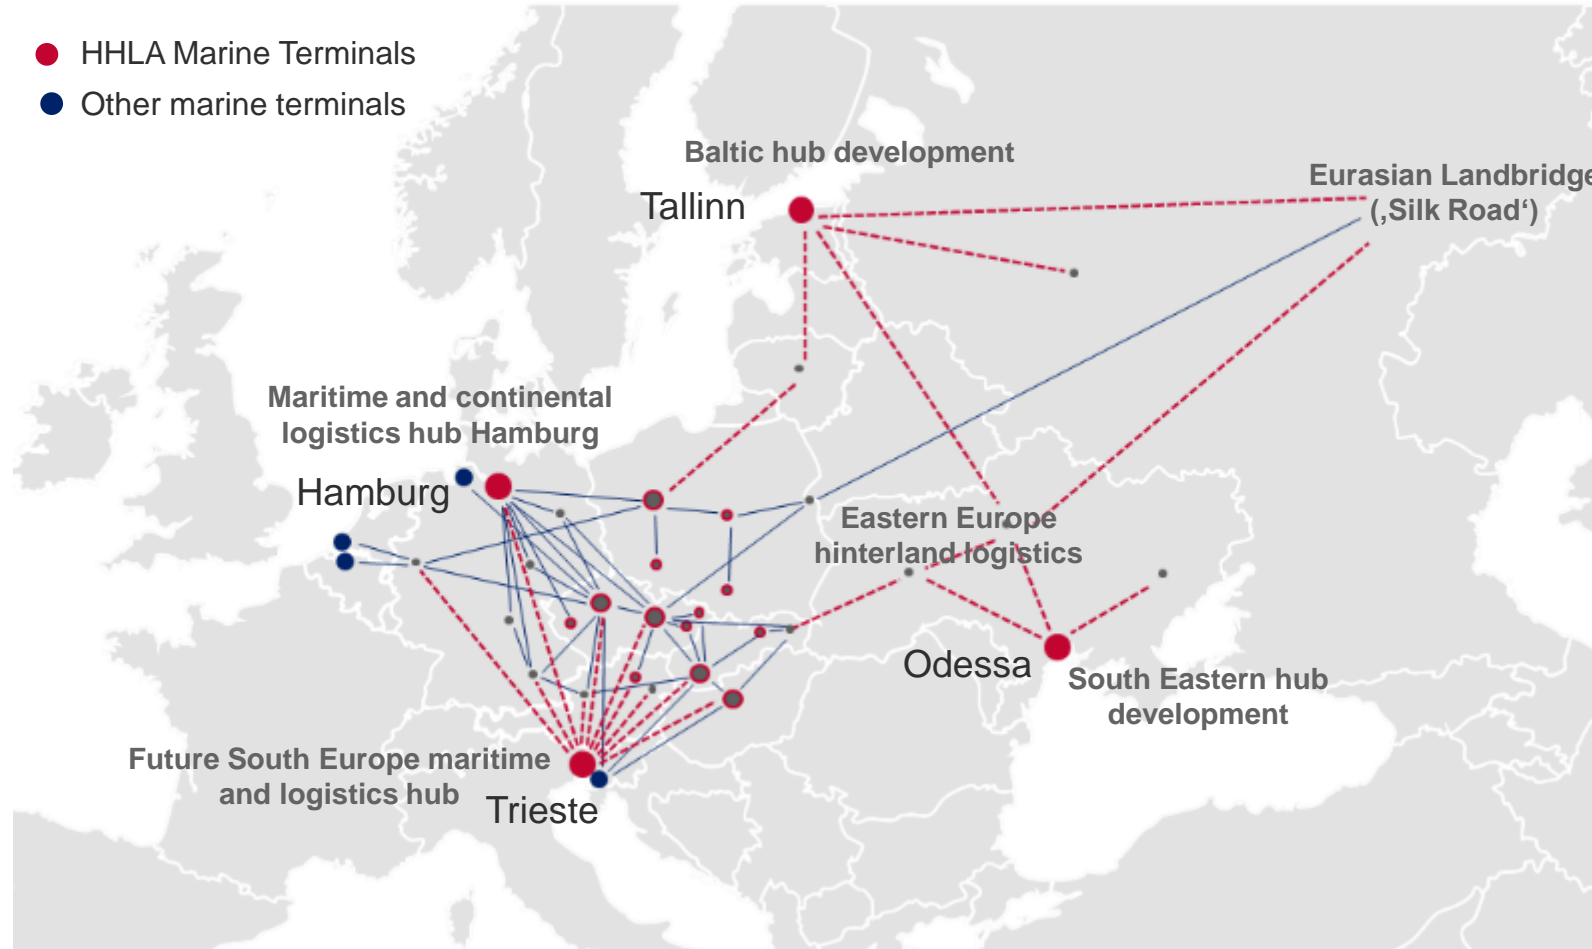 HHLA Marine Terminals
Other marine terminals
Baltic hub development
Tallinn
Eurasian Landbridge
(‚Silk Road‘)
Maritime and continental
logistics hub Hamburg
Hamburg
Eastern Europe
hinterland logistics
Odessa
South Eastern hub
development
Future South Europe maritime
and logistics hub
Trieste